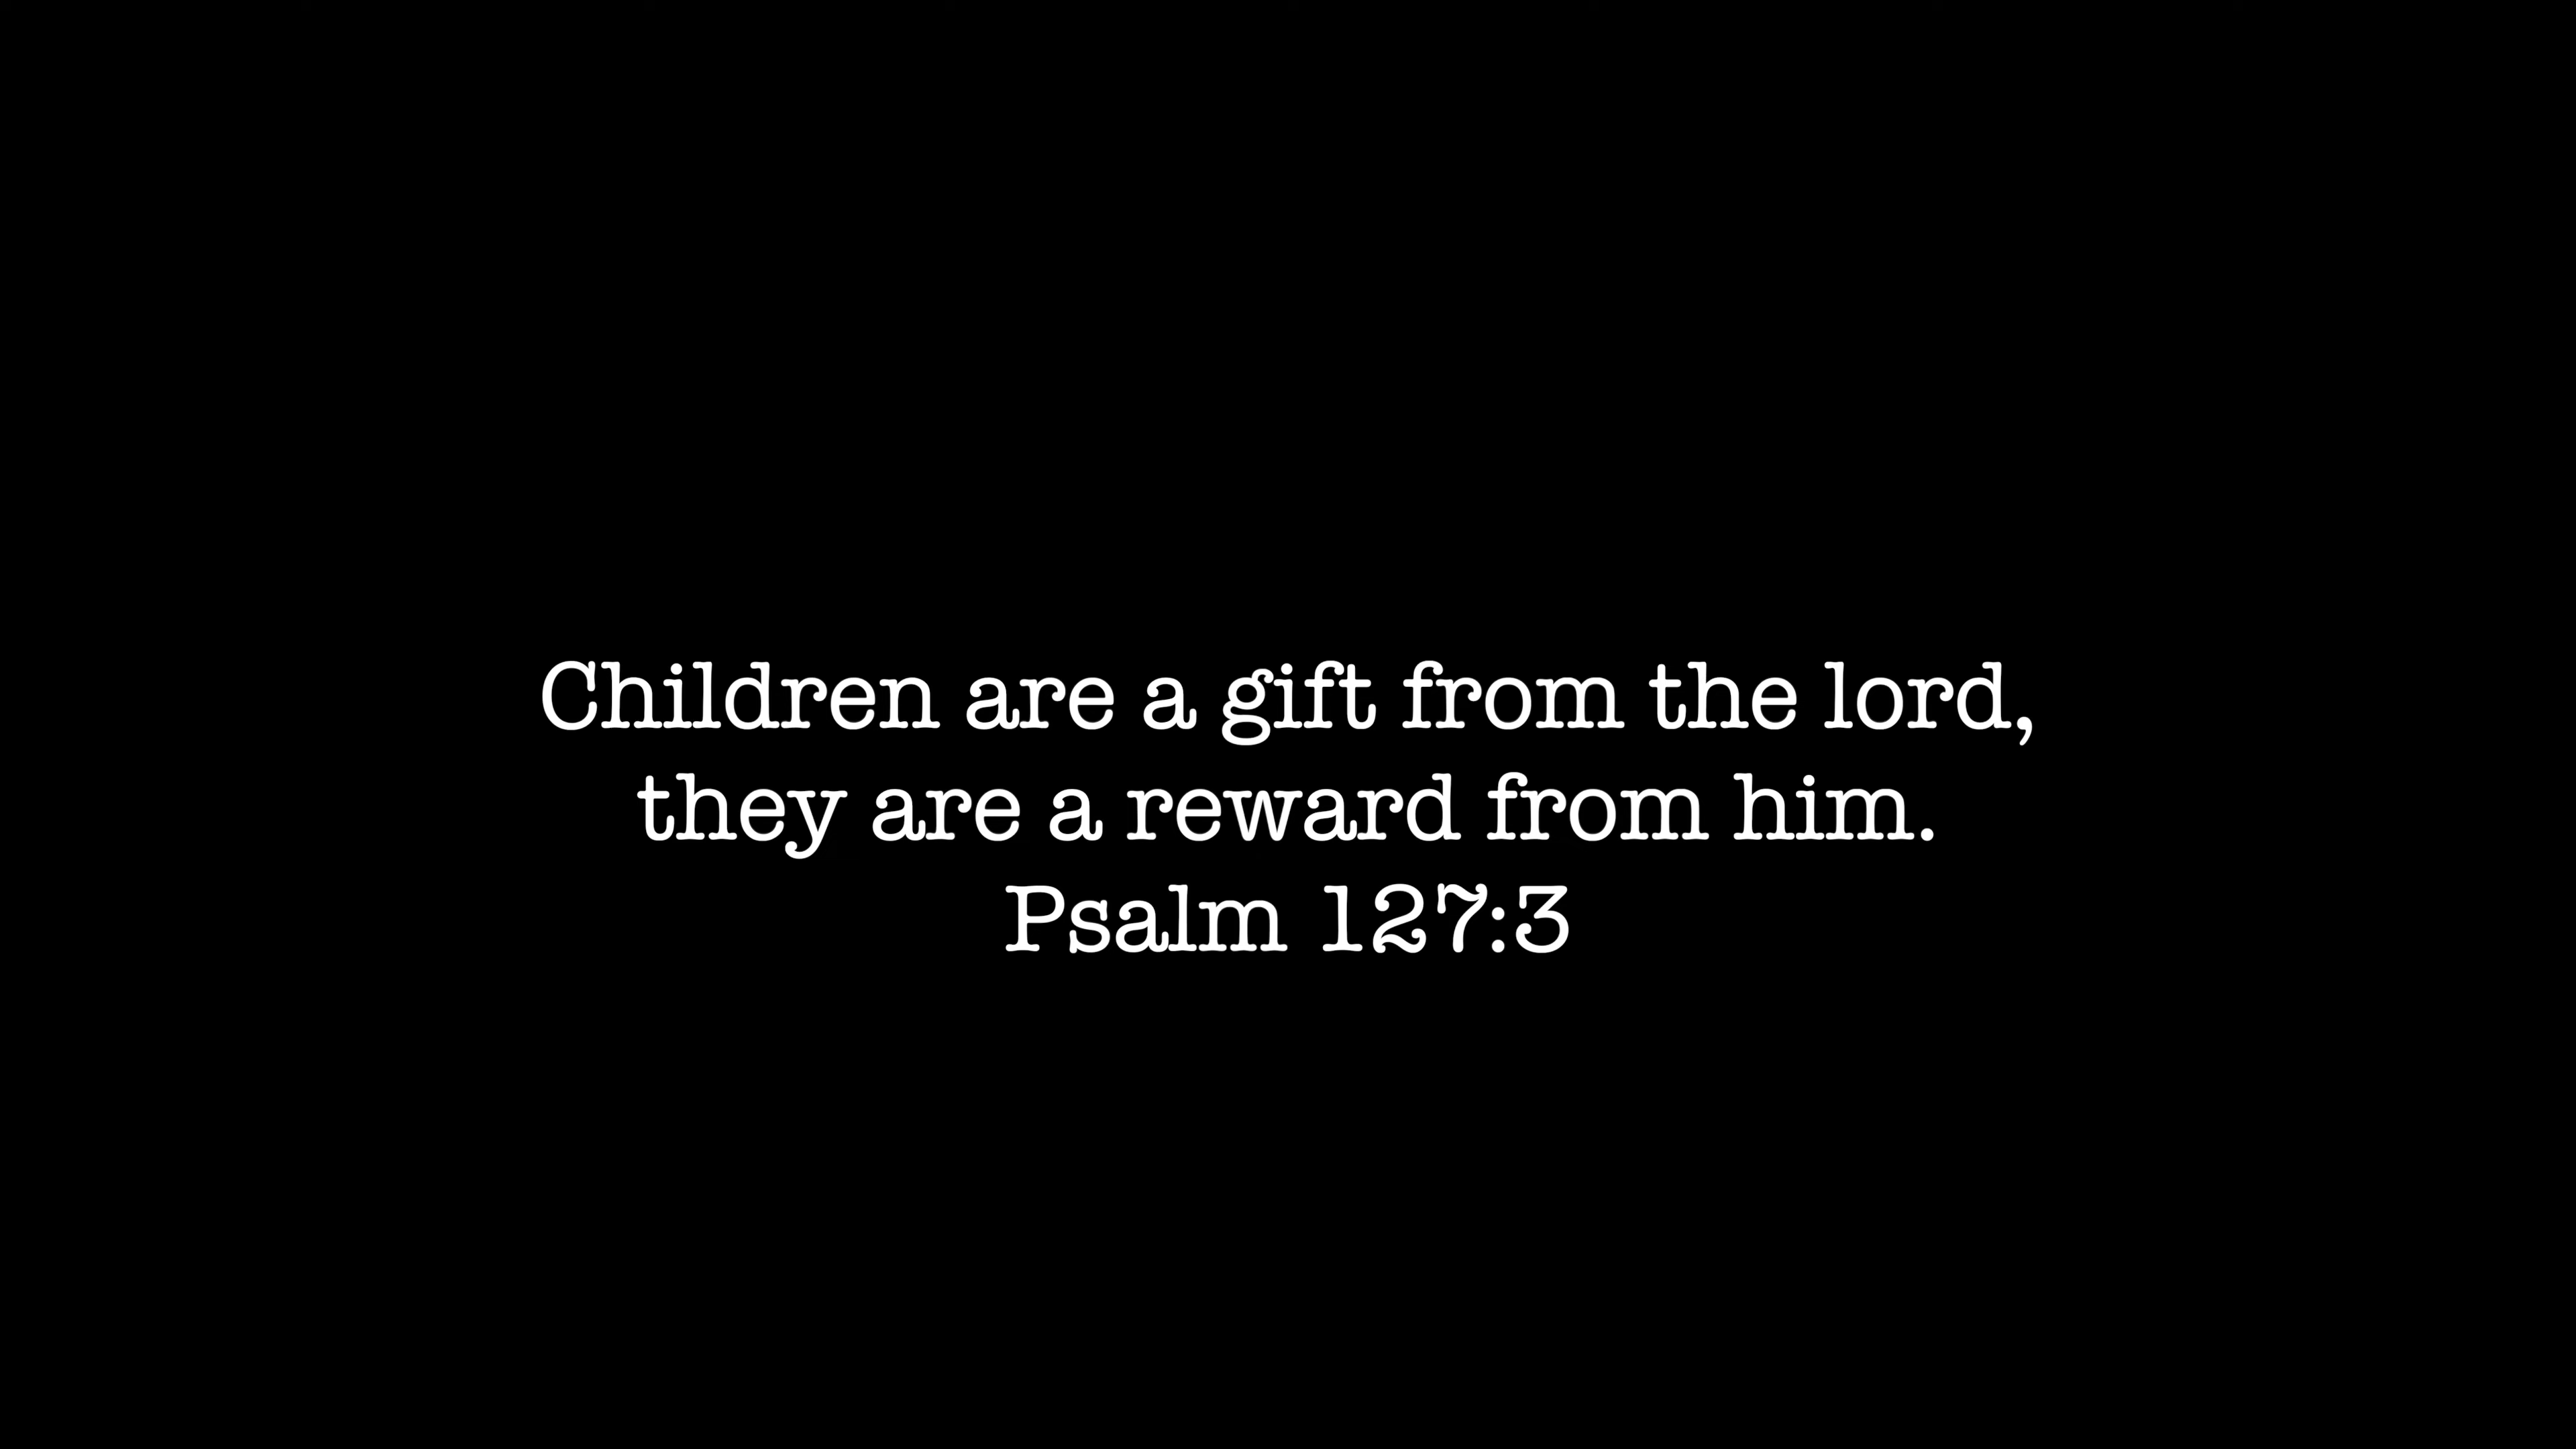 Children are a gift from the lord,
they are a reward from him.
Psalm 127:3